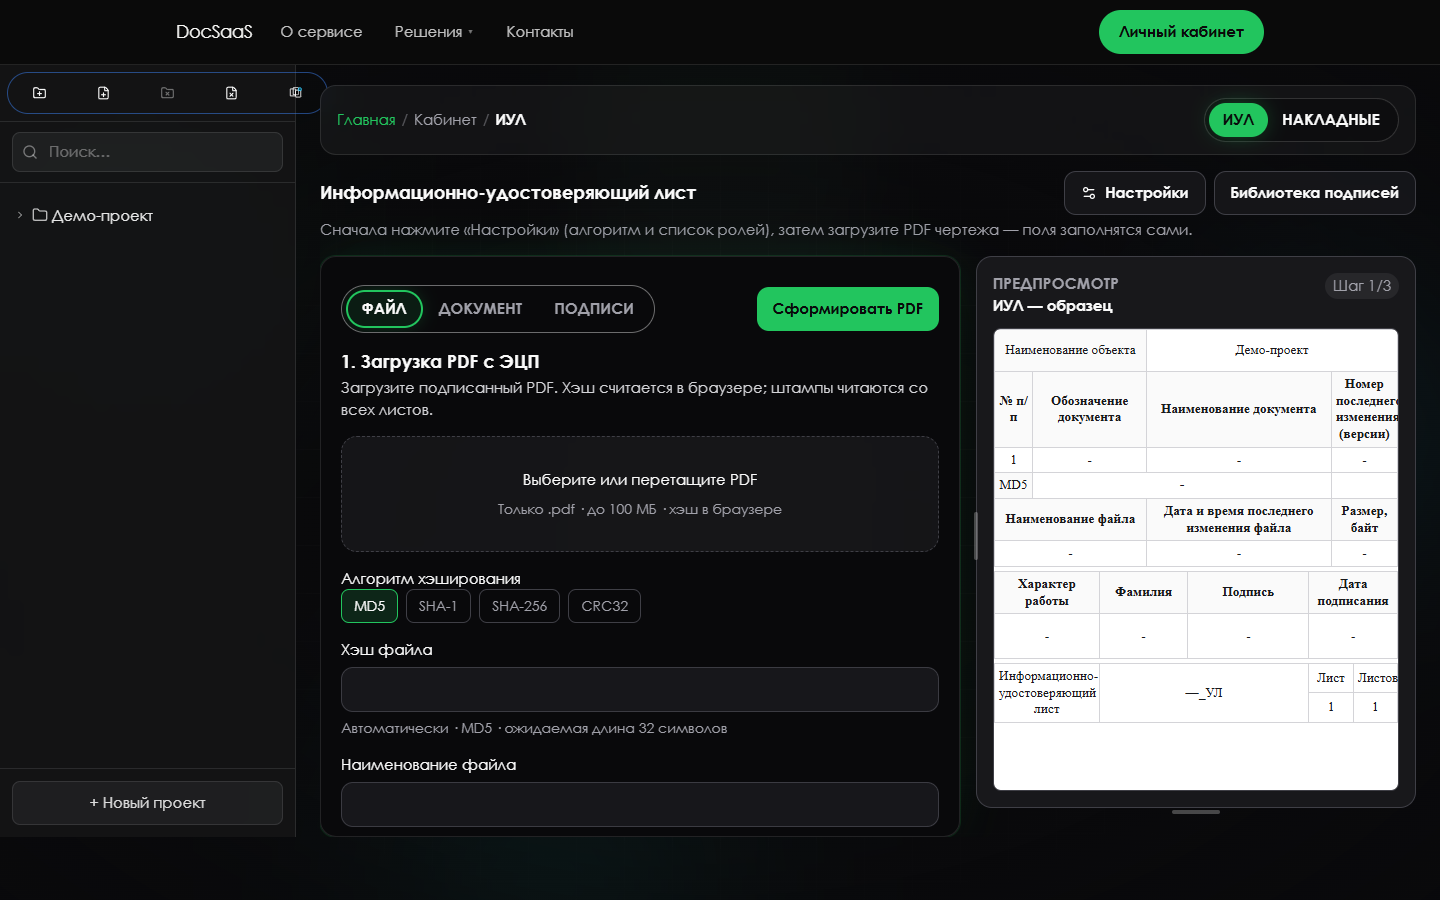 DocSaaS
О сервисе
Решения
Контакты
Личный кабинет
Поиск...
Демо-проект
+ Новый проект
Главная / Кабинет / ИУЛ
ИУЛ
НАКЛАДНЫЕ
Информационно-удостоверяющий лист
Настройки
Библиотека подписей
Сначала нажмите «Настройки» (алгоритм и список ролей), затем загрузите PDF чертежа — поля заполнятся сами.
ФАЙЛ
ДОКУМЕНТ
ПОДПИСИ
Сформировать PDF
1. Загрузка PDF с ЭЦП
Загрузите подписанный PDF. Хэш считается в браузере; штампы читаются со
всех листов.
Выберите или перетащите PDF
Только .pdf · до 100 МБ · хэш в браузере
Алгоритм хэширования
MD5
SHA-1
SHA-256
CRC32
Хэш файла
Автоматически · MD5 · ожидаемая длина 32 символов
Наименование файла
ПРЕДПРОСМОТР
Шаг 1/3
ИУЛ — образец
Наименование объекта
Демо-проект
№ п/
п
Обозначение
документа
Наименование документа
Номер
последнего
изменения
(версии)
1
-
-
-
MD5
-
Наименование файла
Дата и время последнего
изменения файла
Размер,
байт
-
-
-
Характер
работы
Фамилия
Подпись
Дата
подписания
-
-
-
-
Информационно-
удостоверяющий
лист
—_УЛ
Лист
Листов
1
1